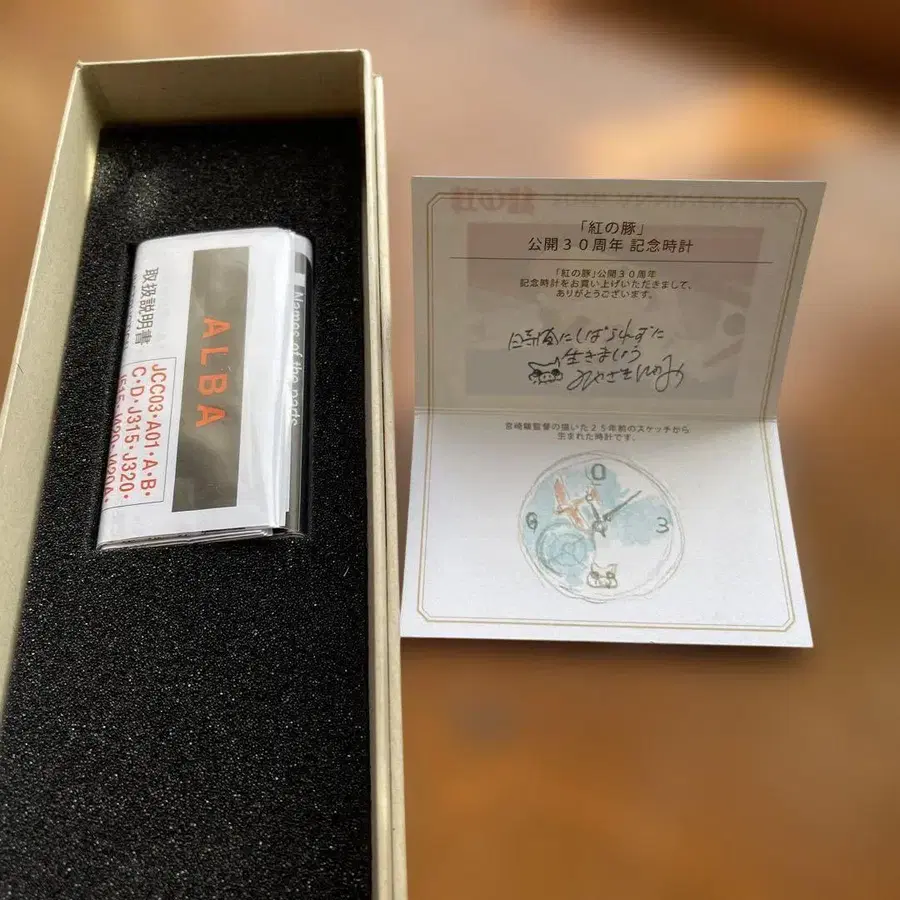 ALBA
取扱説明書
Names of the parts
JCC03・A01・A・B・
C・D・J315・J320・
「紅の豚」
公開30周年 記念時計
「紅の豚」公開30周年
記念時計をお買い上げいただきまして、
ありがとうございます。
時間にしばられずに
生きましょう
宮崎駿監督の描いた25年前のスケッチから
生まれた時計です。
0
3